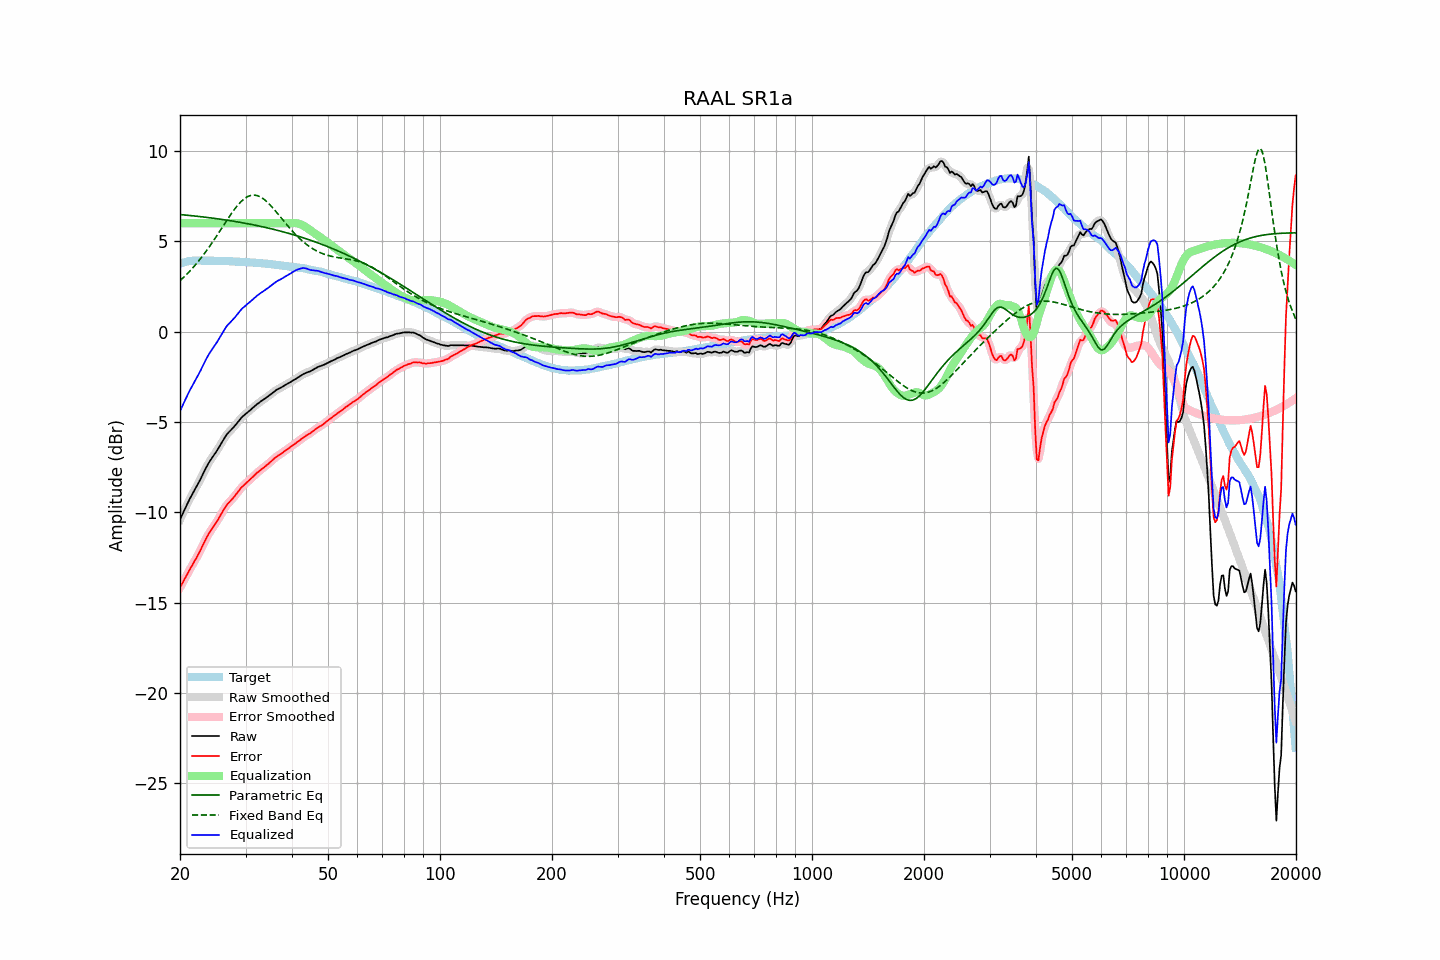 RAAL SR1a
Amplitude (dBr)
10
5
0
−5
−10
−15
−20
−25
Target
Raw Smoothed
Error Smoothed
Raw
Error
Equalization
Parametric Eq
Fixed Band Eq
Equalized
20 50 100 200 500 1000 2000 5000 10000 20000
Frequency (Hz)